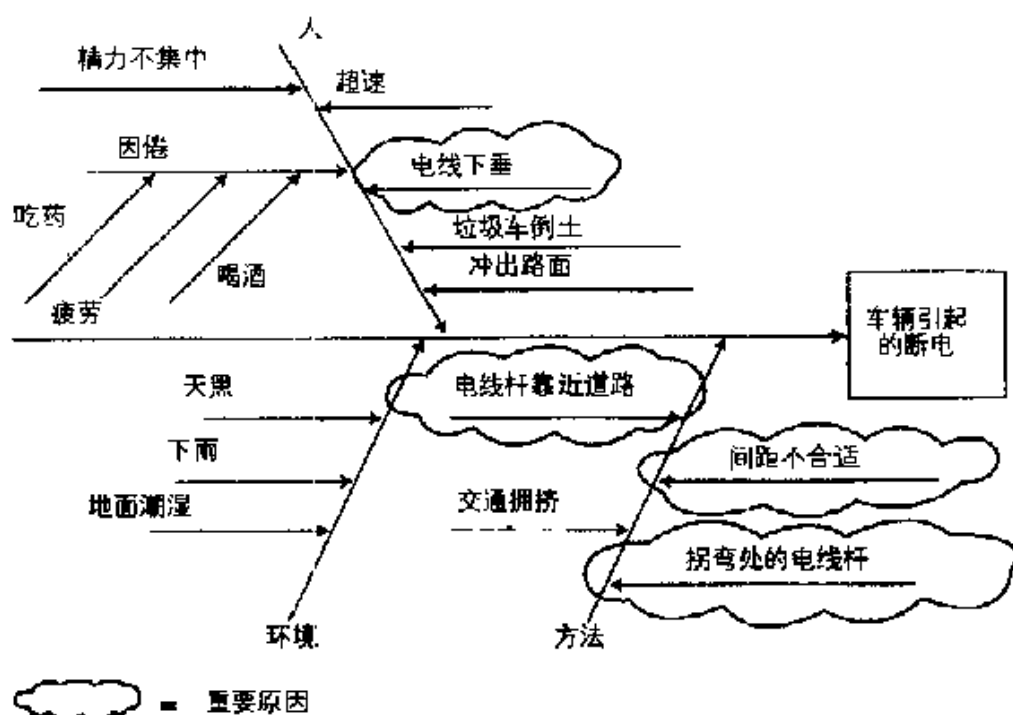 人
精力不集中
超速
因倦
电线下垂
吃药
垃圾车倒土
喝酒
冲出路面
疲劳
车辆引起
的断电
天黑
电线杆靠近道路
下雨
间距不合适
地面潮湿
交通拥挤
拐弯处的电线杆
环境
方法
= 重要原因